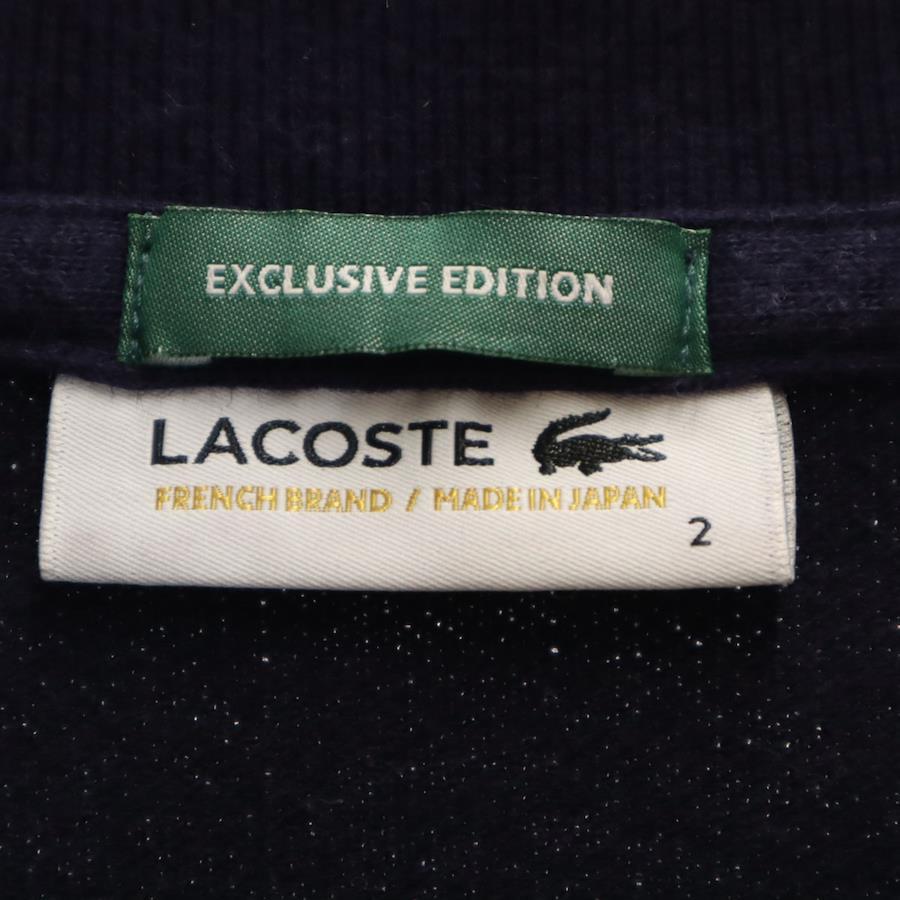 EXCLUSIVE EDITION
LACOSTE
FRENCH BRAND / MADE IN JAPAN
2